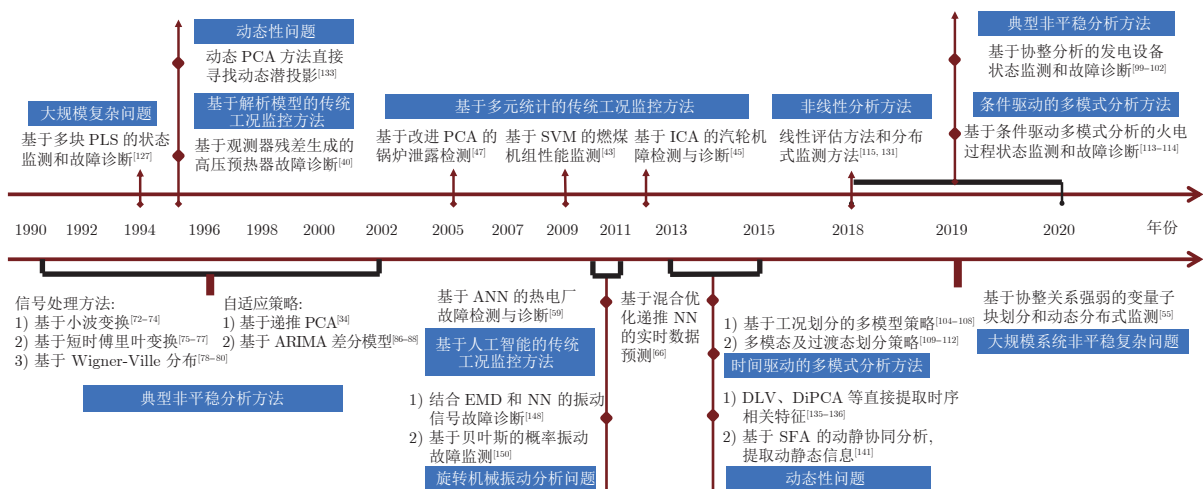 动态性问题
动态 PCA 方法直接
寻找动态潜投影[133]
大规模复杂问题
基于多块 PLS 的状态
监测和故障诊断[127]
基于解析模型的传统
工况监控方法
基于观测器残差生成的
高压预热器故障诊断[40]
基于多元统计的传统工况监控方法
基于改进 PCA 的
锅炉泄露检测[47]
基于 SVM 的燃煤
机组性能监测[43]
基于 ICA 的汽轮机
障检测与诊断[45]
非线性分析方法
线性评估方法和分布
式监测方法[115, 131]
典型非平稳分析方法
基于协整分析的发电设备
状态监测和故障诊断[99−102]
条件驱动的多模式分析方法
基于条件驱动多模式分析的火电
过程状态监测和故障诊断[113−114]
1990 1992 1994 1996 1998 2000 2002 2005 2007 2009 2011 2013 2015 2018 2019 2020 年份
信号处理方法:
1) 基于小波变换[72−74]
2) 基于短时傅里叶变换[75−77]
3) 基于 Wigner-Ville 分布[78−80]
自适应策略:
1) 基于递推 PCA[34]
2) 基于 ARIMA 差分模型[86−88]
典型非平稳分析方法
基于 ANN 的热电厂
故障检测与诊断[59]
基于人工智能的传统
工况监控方法
1) 结合 EMD 和 NN 的振动
信号故障诊断[148]
2) 基于贝叶斯的概率振动
故障监测[150]
旋转机械振动分析问题
基于混合优
化递推 NN
的实时数据
预测[66]
1) 基于工况划分的多模型策略[104−108]
2) 多模态及过渡态划分策略[109−112]
时间驱动的多模式分析方法
1) DLV、DiPCA 等直接提取时序
相关特征[135−136]
2) 基于 SFA 的动静协同分析,
提取动静态信息[141]
动态性问题
基于协整关系强弱的变量子
块划分和动态分布式监测[55]
大规模系统非平稳复杂问题